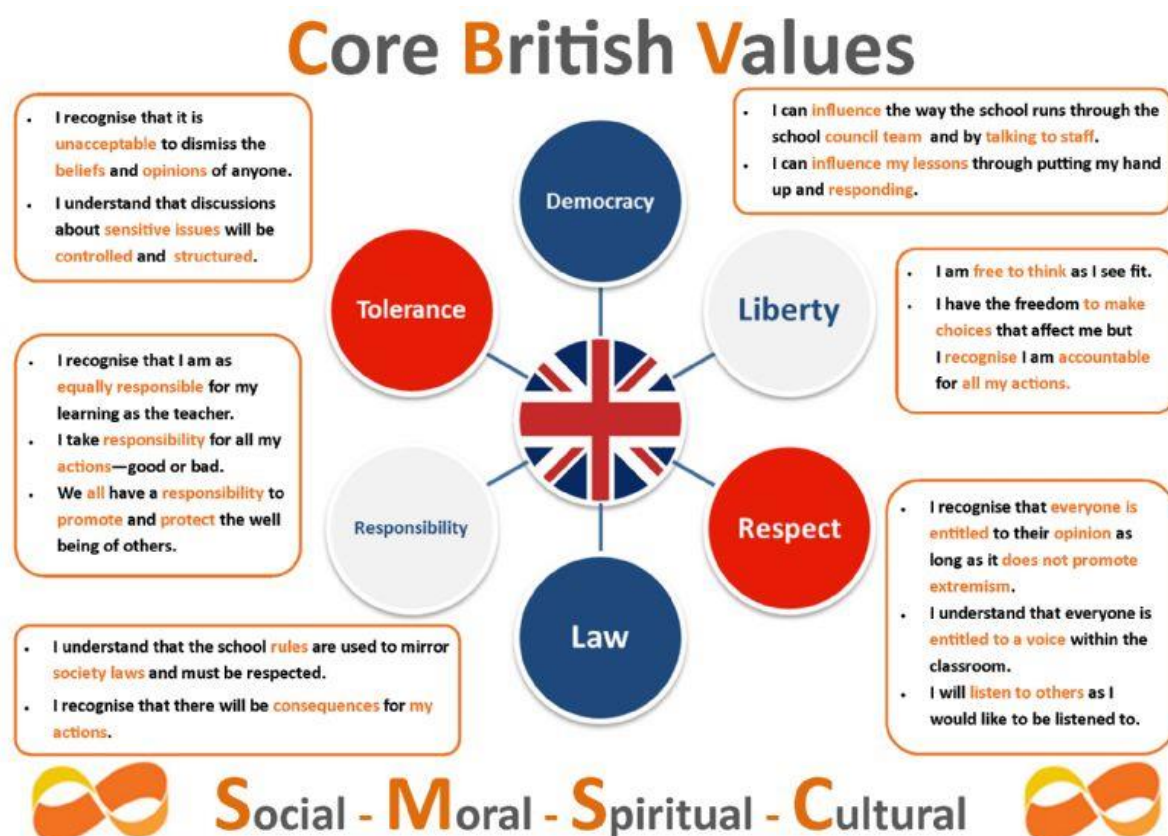 Core British Values
• I recognise that it is
unacceptable to dismiss the
beliefs and opinions of anyone.
• I understand that discussions
about sensitive issues will be
controlled and structured.
Democracy
• I can influence the way the school runs through the
school council team and by talking to staff.
• I can influence my lessons through putting my hand
up and responding.
Tolerance
Liberty
• I am free to think as I see fit.
• I have the freedom to make
choices that affect me but
I recognise I am accountable
for all my actions.
• I recognise that I am as
equally responsible for my
learning as the teacher.
• I take responsibility for all my
actions—good or bad.
• We all have a responsibility to
promote and protect the well
being of others.
Responsibility
Respect
• I recognise that everyone is
entitled to their opinion as
long as it does not promote
extremism.
• I understand that everyone is
entitled to a voice within the
classroom.
• I will listen to others as I
would like to be listened to.
Law
• I understand that the school rules are used to mirror
society laws and must be respected.
• I recognise that there will be consequences for my
actions.
Social - Moral - Spiritual - Cultural